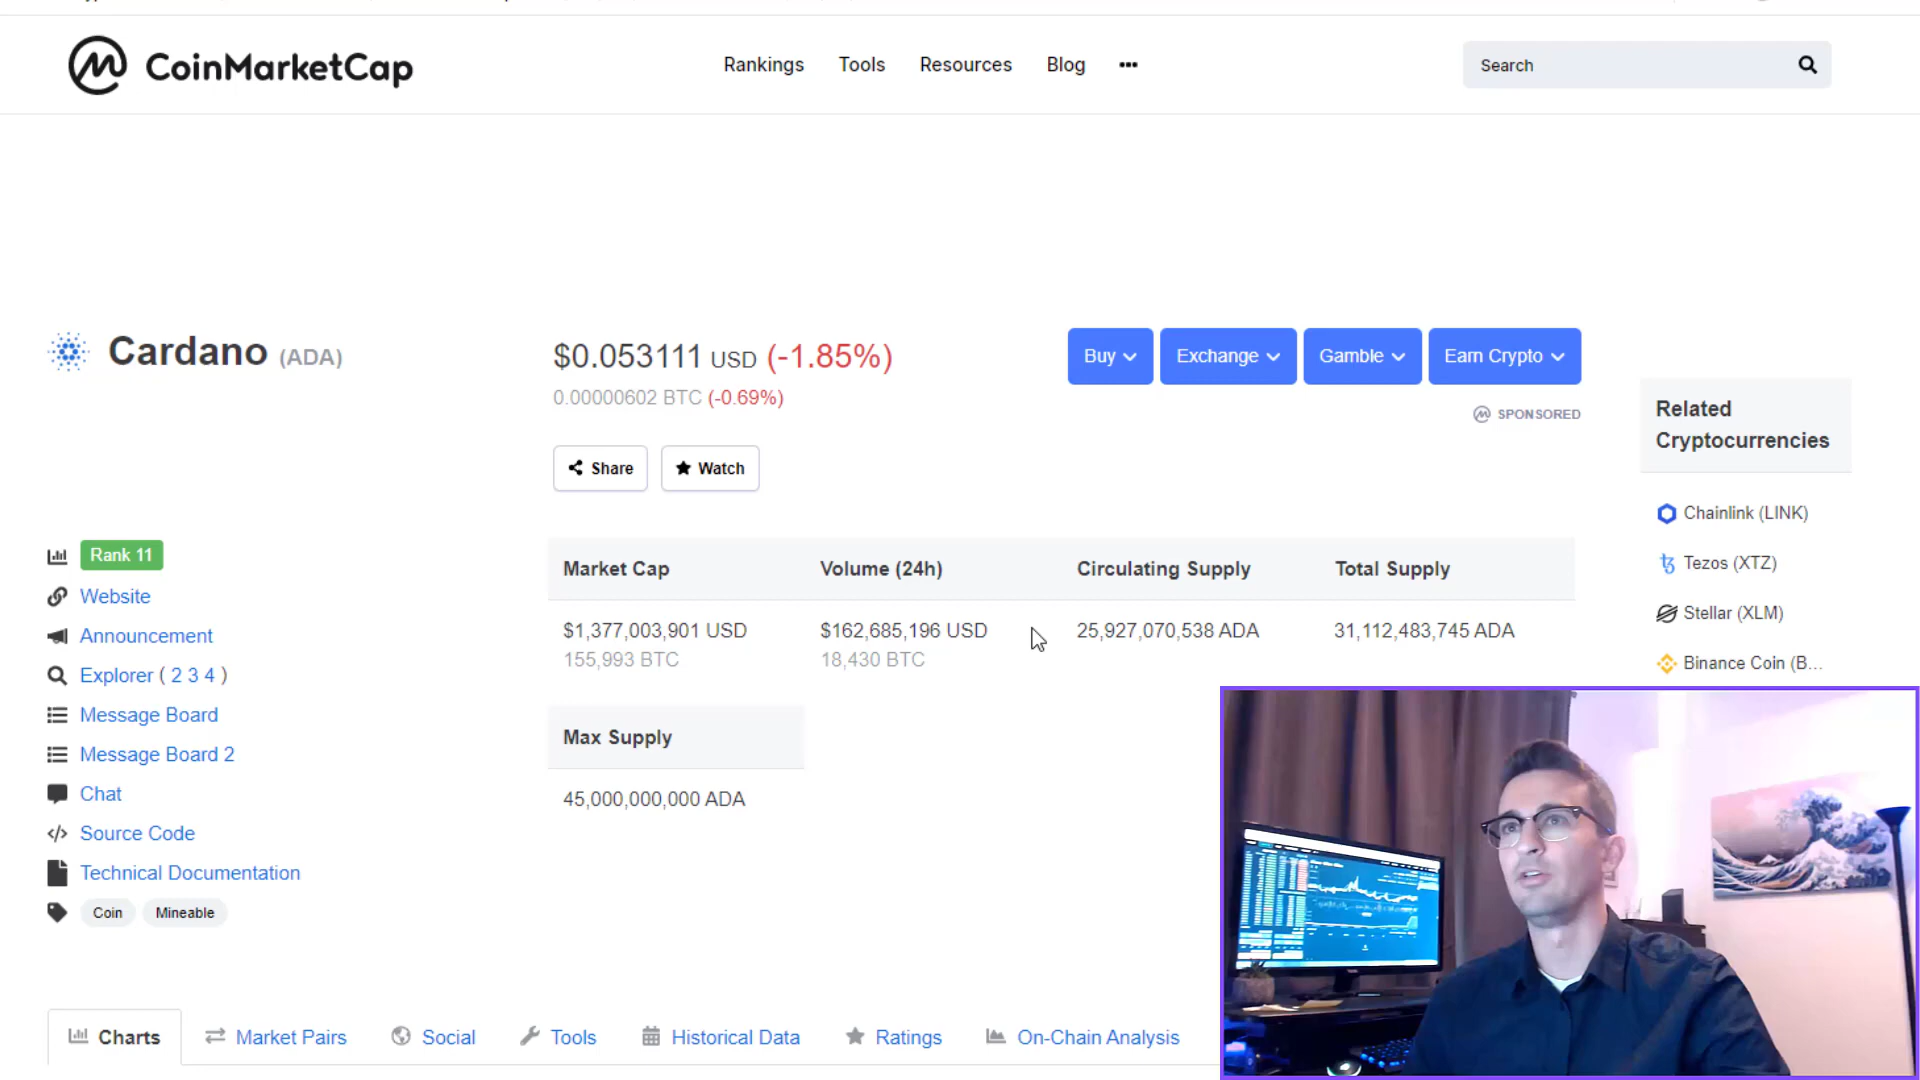 CoinMarketCap
Rankings
Tools
Resources
Blog
Search
Cardano (ADA)
$0.053111 USD (-1.85%)
0.00000602 BTC (-0.69%)
Buy
Exchange
Gamble
Earn Crypto
SPONSORED
Share
Watch
Related
Cryptocurrencies
Chainlink (LINK)
Tezos (XTZ)
Stellar (XLM)
Binance Coin (B...
Rank 11
Website
Announcement
Explorer ( 2 3 4 )
Message Board
Message Board 2
Chat
Source Code
Technical Documentation
Coin
Mineable
Market Cap
Volume (24h)
Circulating Supply
Total Supply
$1,377,003,901 USD
$162,685,196 USD
25,927,070,538 ADA
31,112,483,745 ADA
155,993 BTC
18,430 BTC
Max Supply
45,000,000,000 ADA
Charts
Market Pairs
Social
Tools
Historical Data
Ratings
On-Chain Analysis